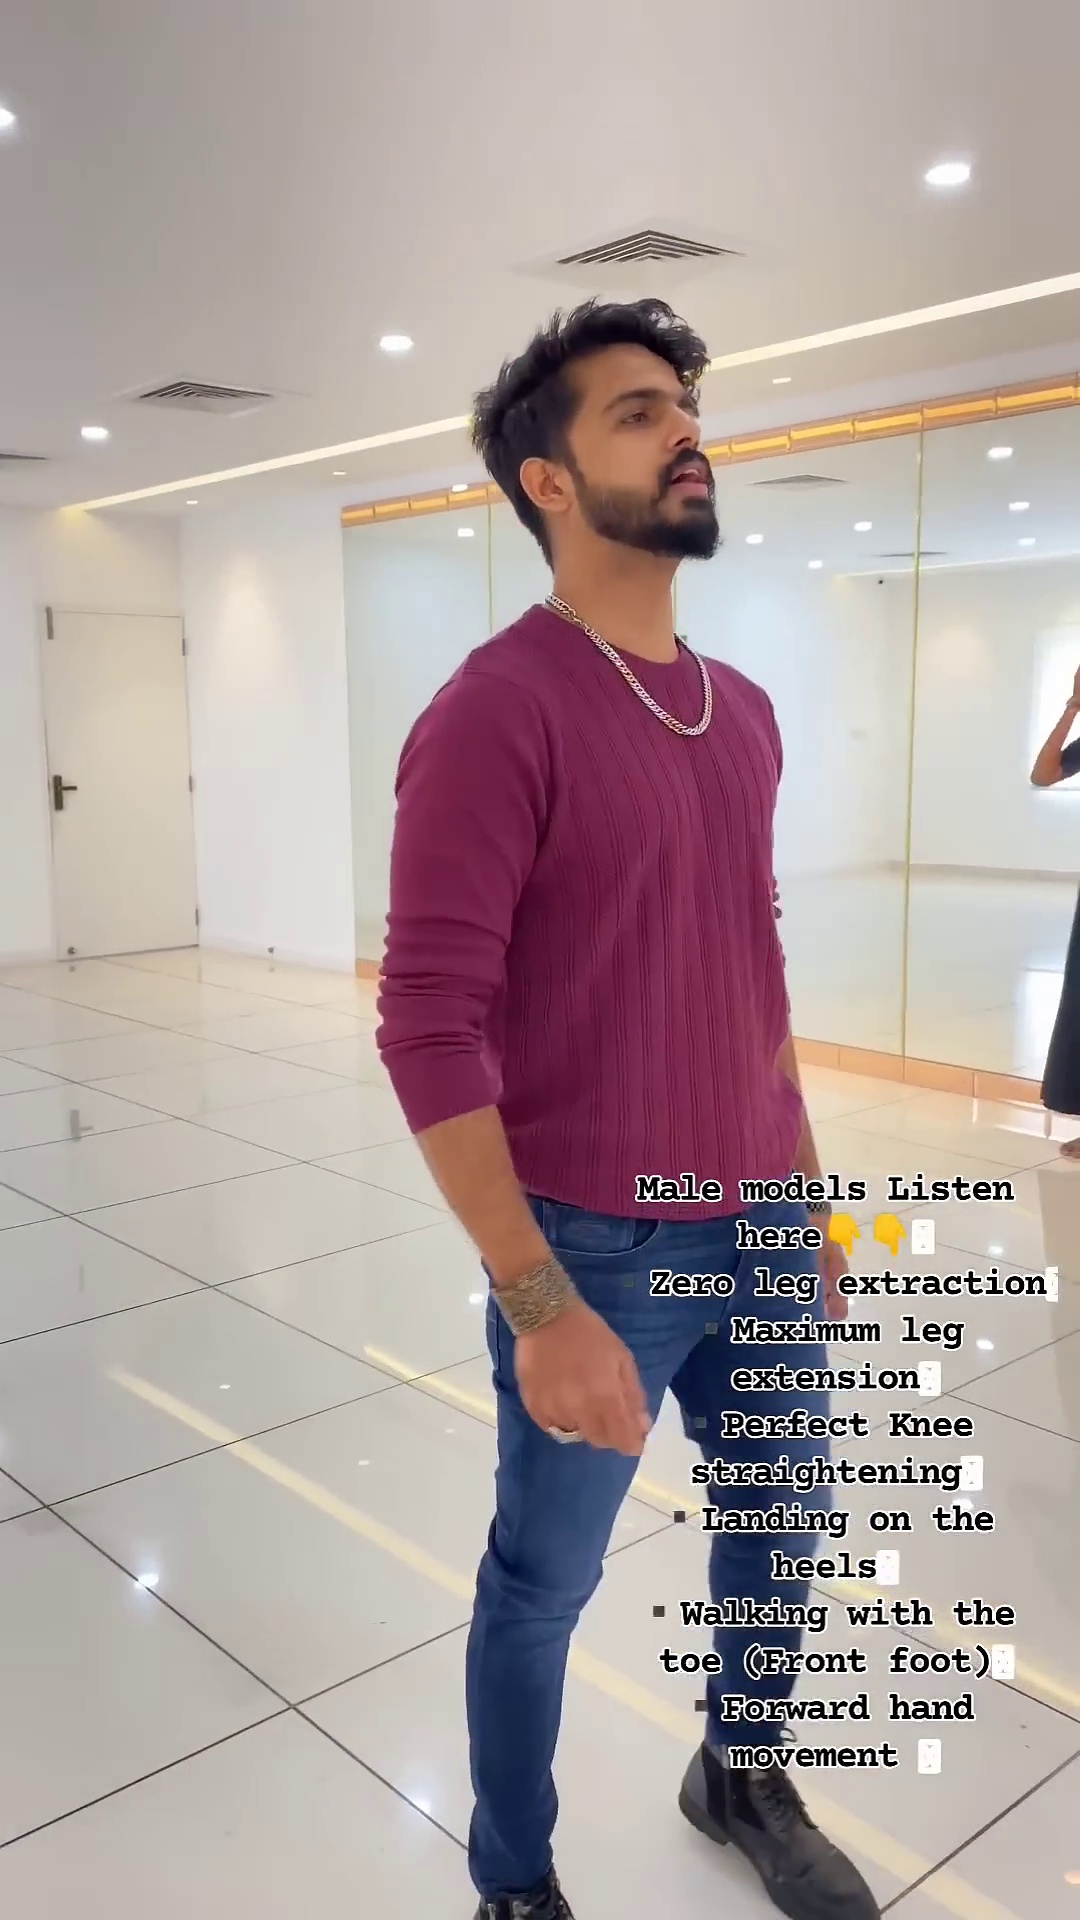 Male models Listen
here👇👇
▪ Zero leg extraction
▪ Maximum leg
extension
▪ Perfect Knee
straightening
▪ Landing on the
heels
▪ Walking with the
toe (Front foot)
▪ Forward hand
movement